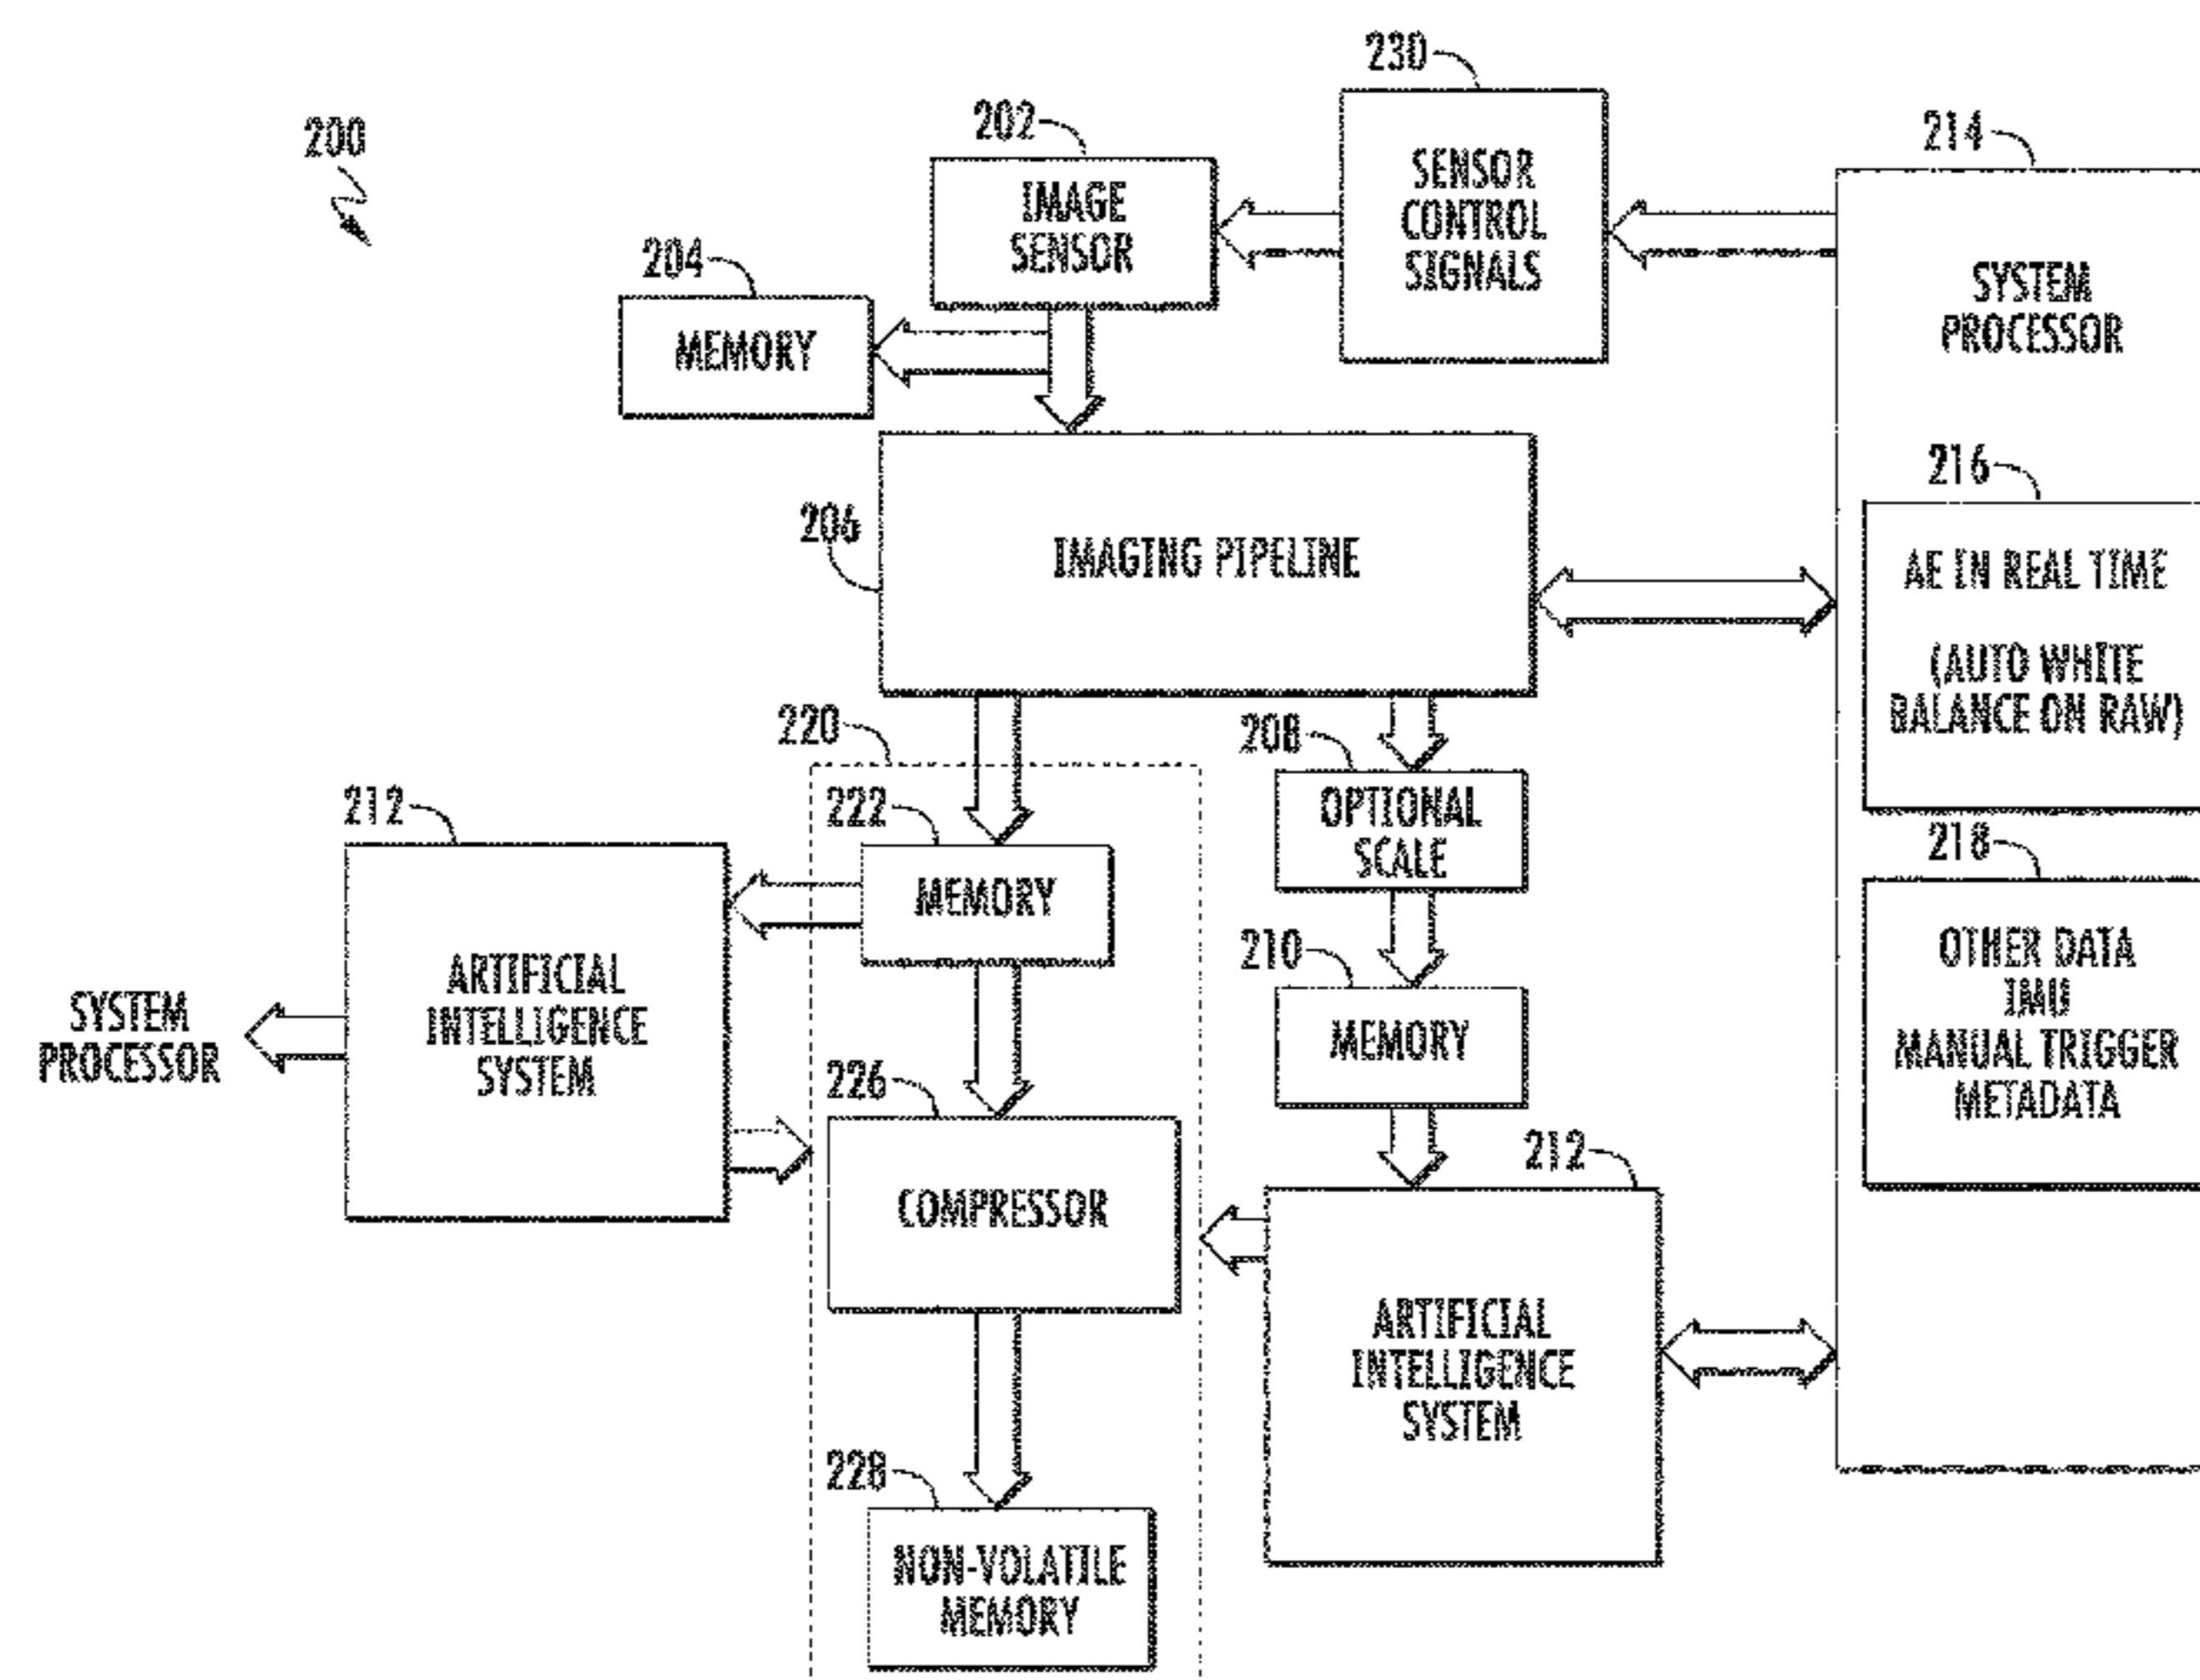 230
202
214
200
IMAGE
SENSOR
SENSOR
CONTROL
SIGNALS
204
SYSTEM
PROCESSOR
MEMORY
216
206
IMAGING PIPELINE
AE IN REAL TIME
(AUTO WHITE
BALANCE ON RAW)
220
208
212
222
OPTIONAL
SCALE
218
MEMORY
210
OTHER DATA
IMU
MANUAL TRIGGER
METADATA
ARTIFICIAL
INTELLIGENCE
SYSTEM
SYSTEM
PROCESSOR
MEMORY
226
212
COMPRESSOR
ARTIFICIAL
INTELLIGENCE
SYSTEM
228
NON-VOLATILE
MEMORY